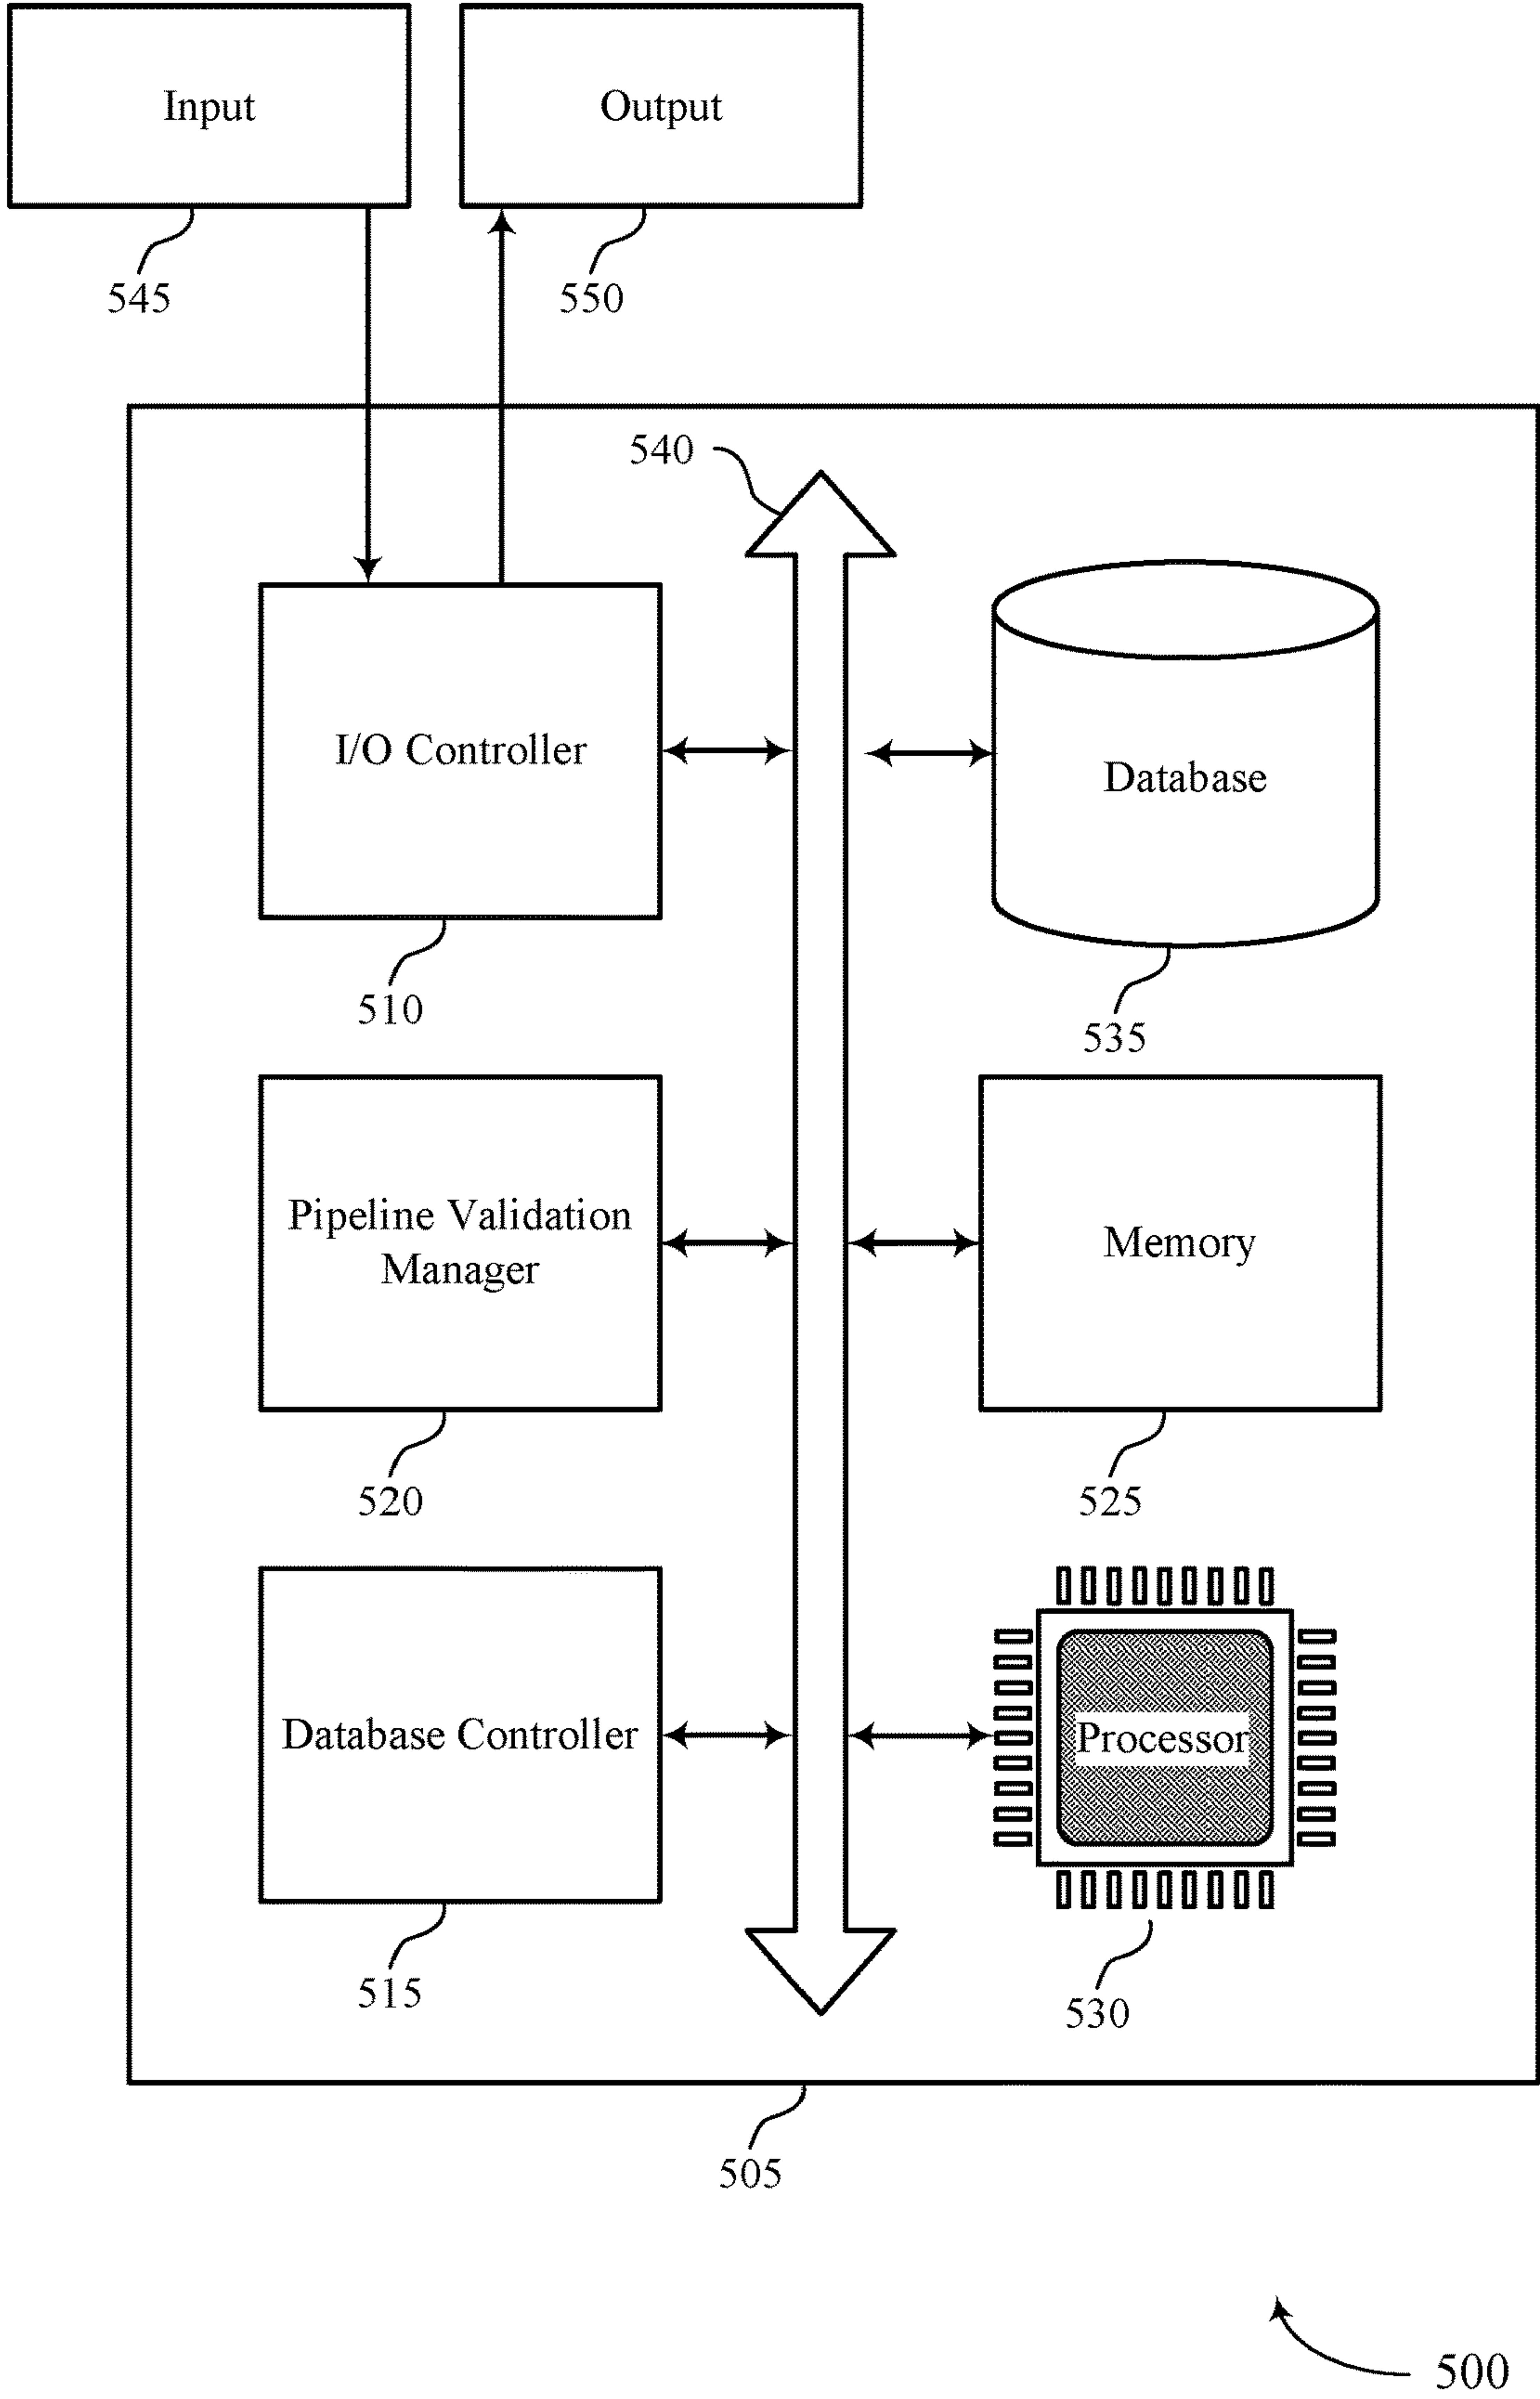 Input
Output
545
550
540
I/O Controller
Database
510
535
Pipeline Validation
Manager
Memory
520
525
Database Controller
Processor
515
530
505
500